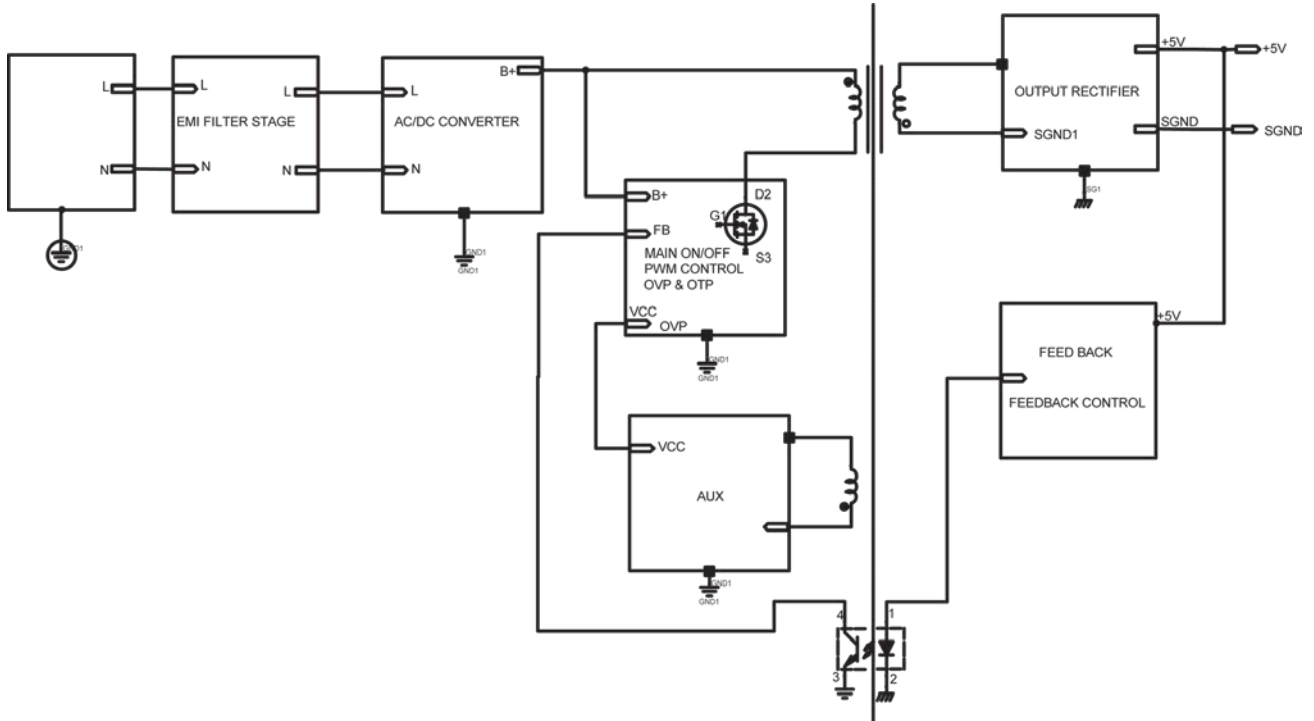 L
N
GND1
L
N
EMI FILTER STAGE
L
N
L
N
AC/DC CONVERTER
B+
GND1
GND1
B+
FB
D2
G1
S3
MAIN ON/OFF
PWM CONTROL
OVP & OTP
VCC
OVP
GND1
GND1
VCC
AUX
GND1
GND1
4
3
1
2
OUTPUT RECTIFIER
+5V
SGND
SGND1
SG1
+5V
SGND
+5V
FEED BACK
FEEDBACK CONTROL